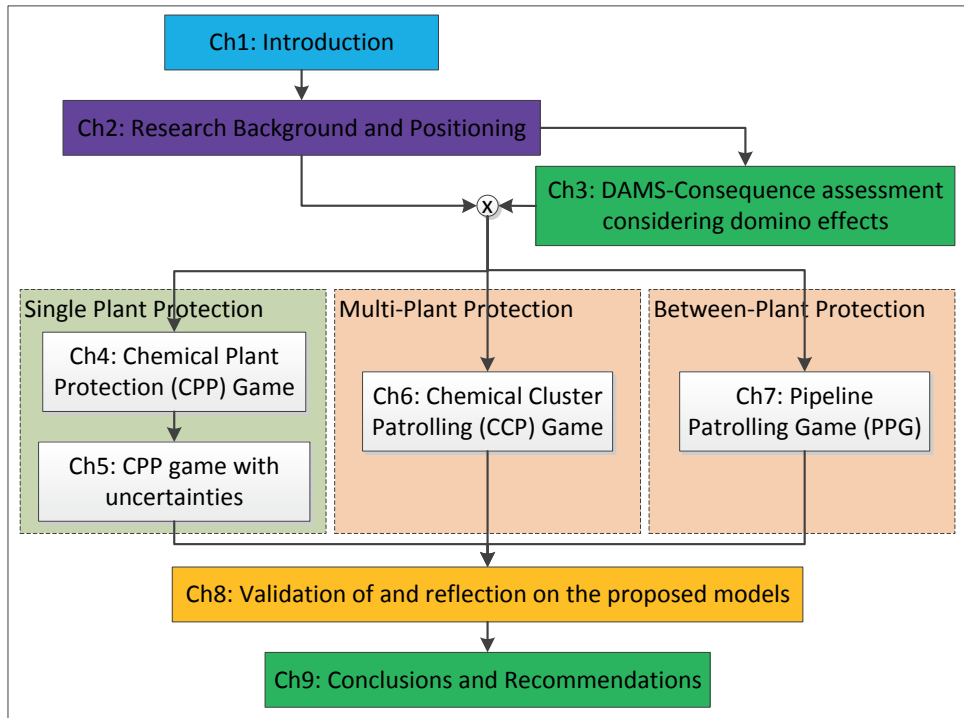 Ch1: Introduction
Ch2: Research Background and Positioning
Ch3: DAMS-Consequence assessment
considering domino effects
X
Single Plant Protection
Ch4: Chemical Plant
Protection (CPP) Game
Ch5: CPP game with
uncertainties
Multi-Plant Protection
Ch6: Chemical Cluster
Patrolling (CCP) Game
Between-Plant Protection
Ch7: Pipeline
Patrolling Game (PPG)
Ch8: Validation of and reflection on the proposed models
Ch9: Conclusions and Recommendations